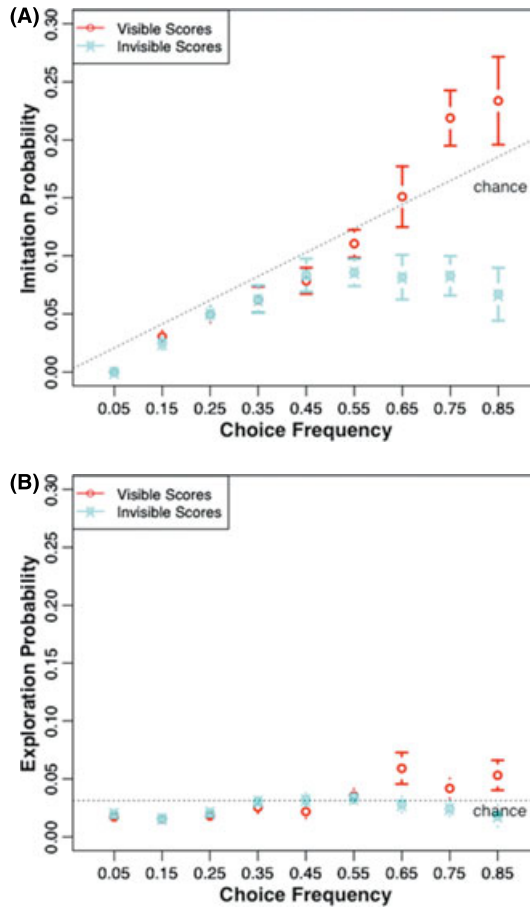 (A)
Imitation Probability
0.00 0.05 0.10 0.15 0.20 0.25 0.30
Visible Scores
Invisible Scores
chance
0.05 0.15 0.25 0.35 0.45 0.55 0.65 0.75 0.85
Choice Frequency
(B)
Exploration Probability
0.00 0.05 0.10 0.15 0.20 0.25 0.30
Visible Scores
Invisible Scores
chance
0.05 0.15 0.25 0.35 0.45 0.55 0.65 0.75 0.85
Choice Frequency